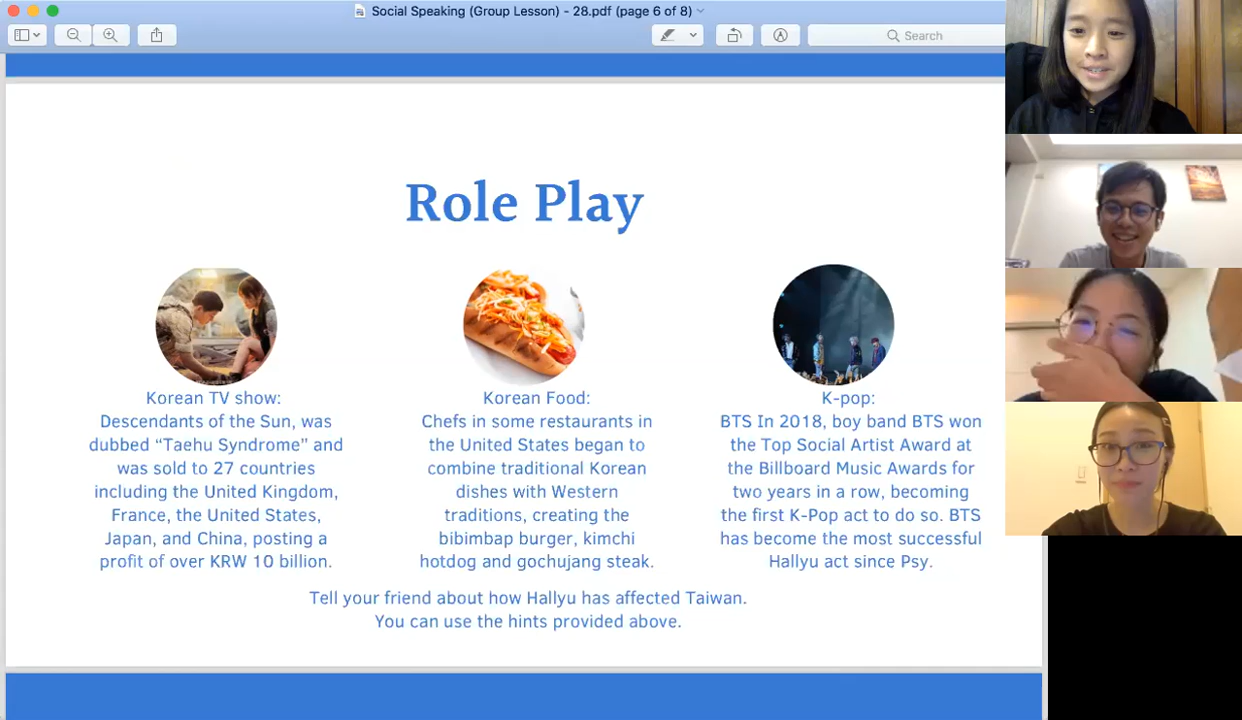 Social Speaking (Group Lesson) - 28.pdf (page 6 of 8)
Search
Role Play
Korean TV show:
Descendants of the Sun, was
dubbed “Taehu Syndrome” and
was sold to 27 countries
including the United Kingdom,
France, the United States,
Japan, and China, posting a
profit of over KRW 10 billion.
Korean Food:
Chefs in some restaurants in
the United States began to
combine traditional Korean
dishes with Western
traditions, creating the
bibimbap burger, kimchi
hotdog and gochujang steak.
K-pop:
BTS In 2018, boy band BTS won
the Top Social Artist Award at
the Billboard Music Awards for
two years in a row, becoming
the first K-Pop act to do so. BTS
has become the most successful
Hallyu act since Psy.
Tell your friend about how Hallyu has affected Taiwan.
You can use the hints provided above.